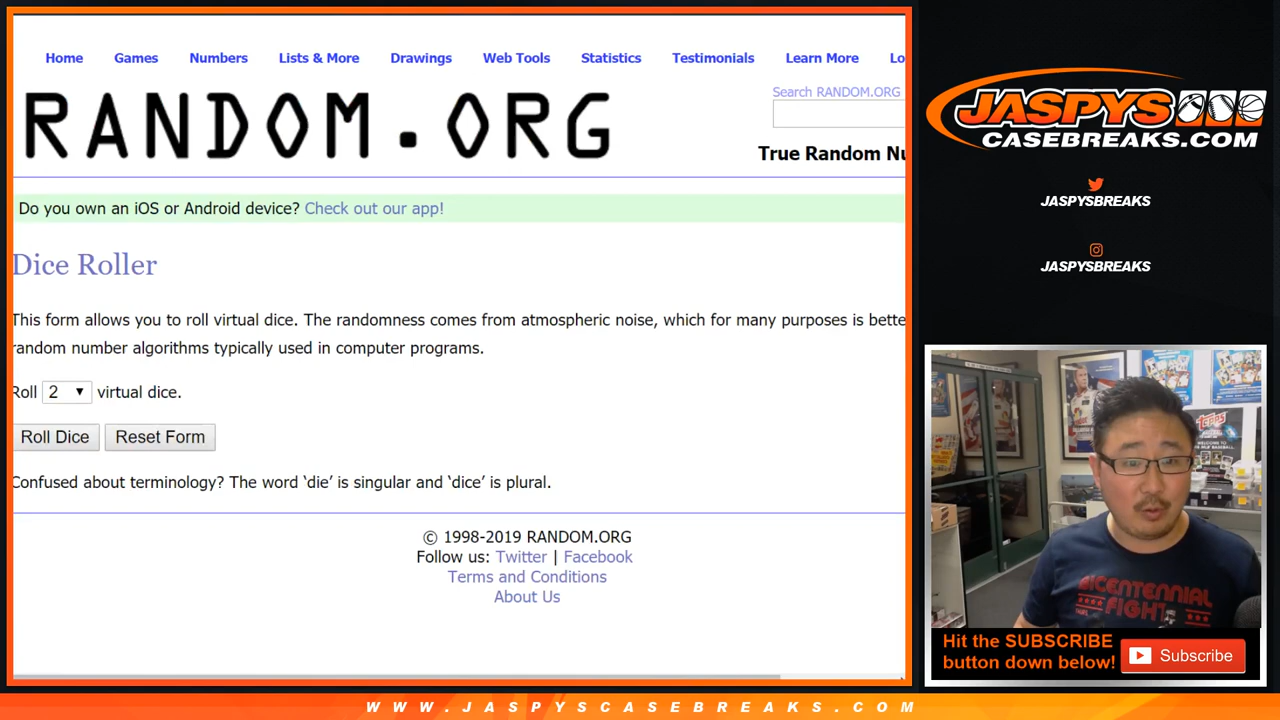 Home Games Numbers Lists & More Drawings Web Tools Statistics Testimonials Learn More Lo
Search RANDOM.ORG
RANDOM.ORG
True Random Nu
Do you own an iOS or Android device? Check out our app!
Dice Roller
This form allows you to roll virtual dice. The randomness comes from atmospheric noise, which for many purposes is bette
random number algorithms typically used in computer programs.
Roll 2 virtual dice.
Roll Dice Reset Form
Confused about terminology? The word ‘die’ is singular and ‘dice’ is plural.
© 1998-2019 RANDOM.ORG
Follow us: Twitter | Facebook
Terms and Conditions
About Us
JASPYS
CASEBREAKS.COM
JASPYSBREAKS
JASPYSBREAKS
TOPPS
BICENTENNIAL
FIGHT
Hit the SUBSCRIBE
button down below!
Subscribe
WWW.JASPYSCASEBREAKS.COM